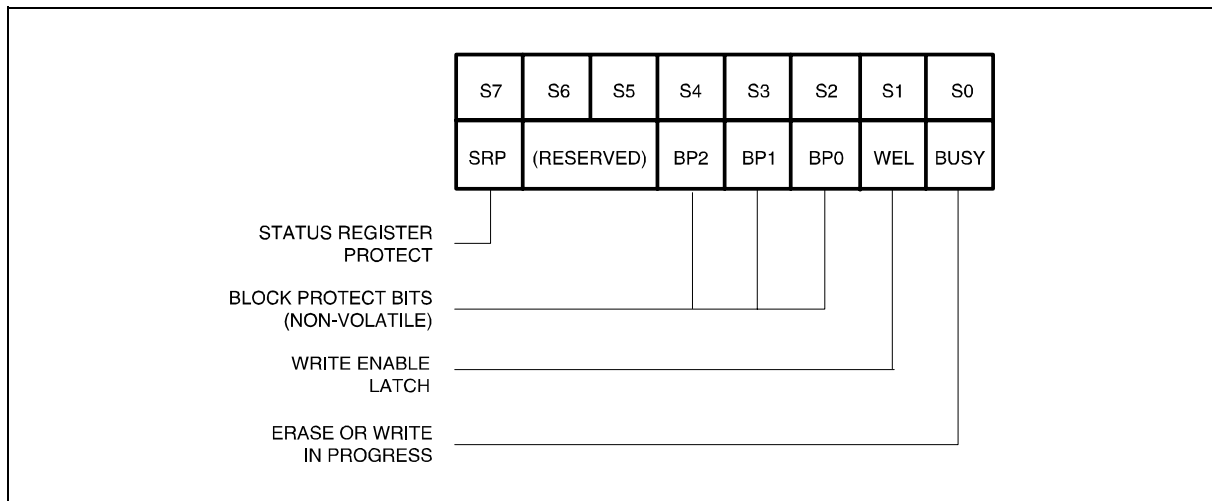 S7 S6 S5 S4 S3 S2 S1 S0
SRP (RESERVED) BP2 BP1 BP0 WEL BUSY
STATUS REGISTER
PROTECT
BLOCK PROTECT BITS
(NON-VOLATILE)
WRITE ENABLE
LATCH
ERASE OR WRITE
IN PROGRESS